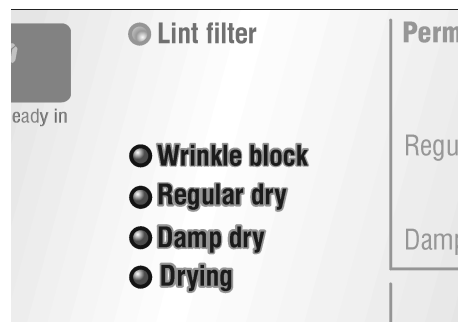 Lint filter
Perm
eady in
Wrinkle block
Regu
Regular dry
Damp dry
Damp
Drying